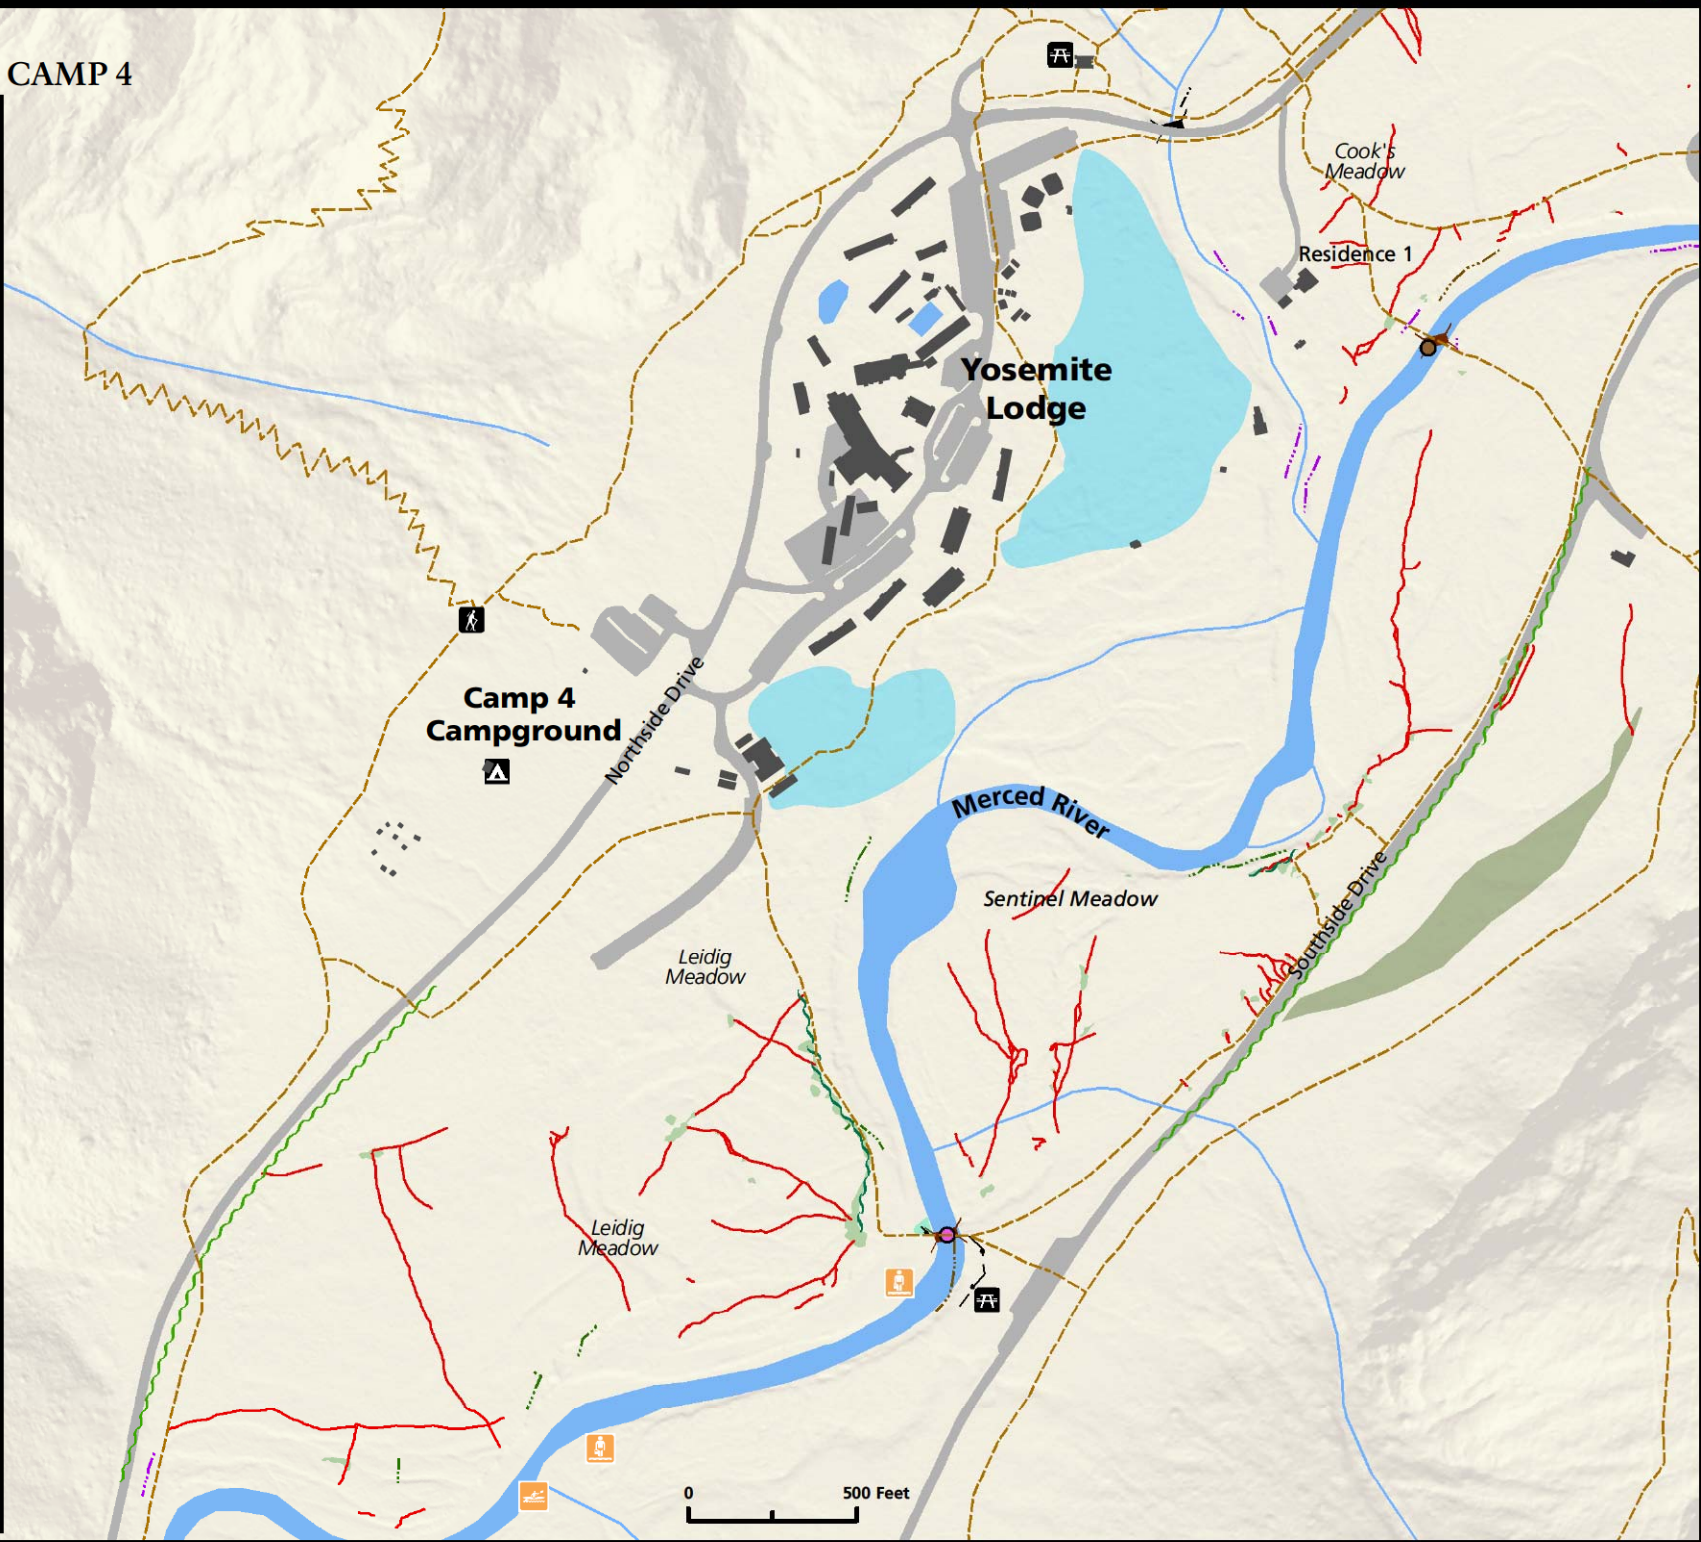 CAMP 4
Cook's
Meadow
Residence 1
Yosemite
Lodge
Camp 4
Campground
Northside Drive
Merced River
Sentinel Meadow
Southside Drive
Leidig
Meadow
Leidig
Meadow
0
500 Feet